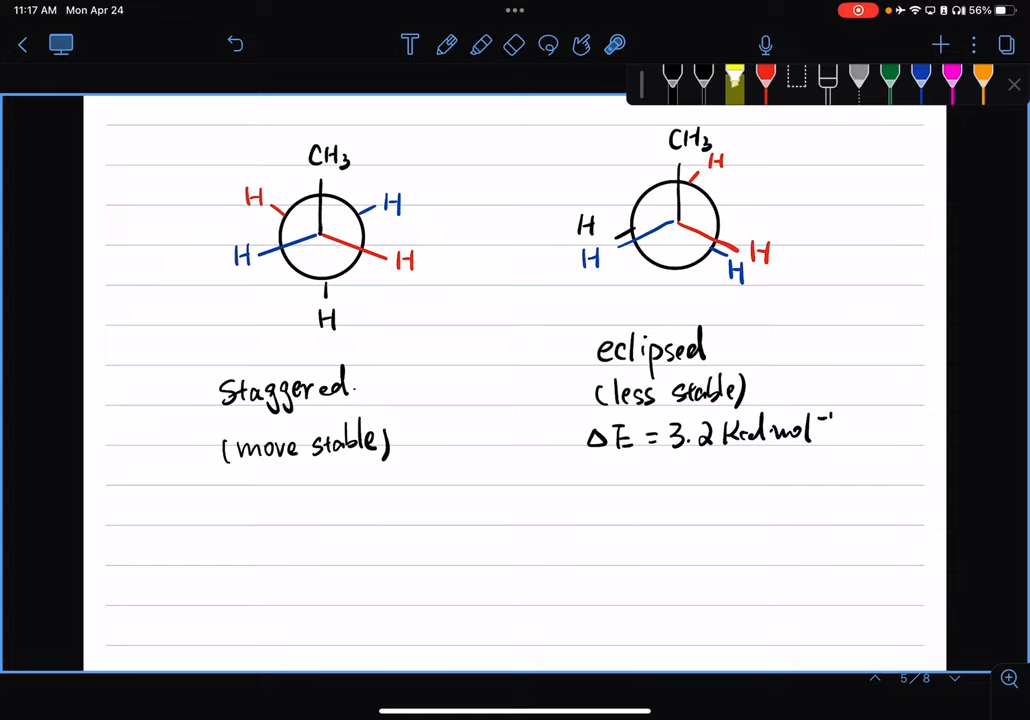 11:17 AM Mon Apr 24
56%
T
CH₃
H
H
H
H
H
CH₃
H
H
H
H
H
staggered.
(move stable)
eclipsed
(less stable)
ΔE = 3.2 Kcal·mol⁻¹
5/8